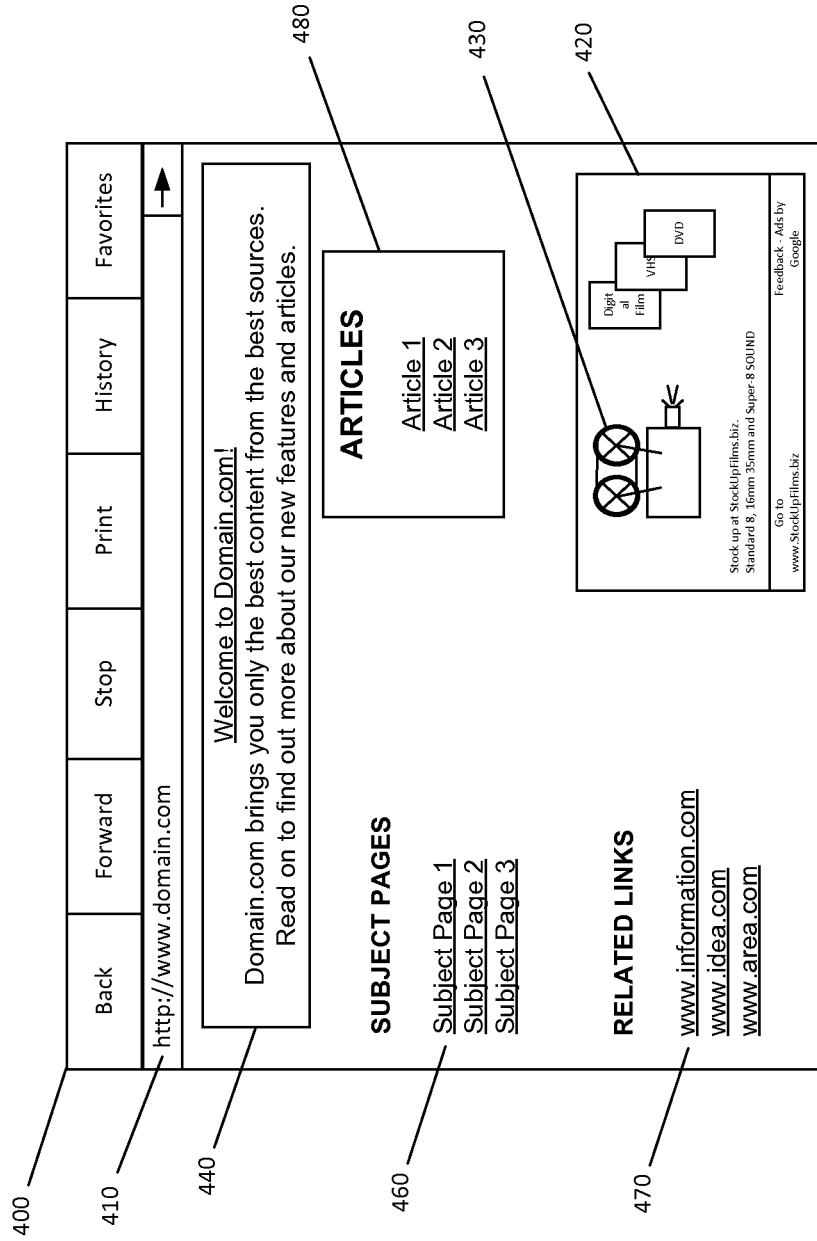 400
Back
Forward
Stop
Print
History
Favorites
410
http://www.domain.com
440
Welcome to Domain.com!
Domain.com brings you only the best content from the best sources.
Read on to find out more about our new features and articles.
SUBJECT PAGES
460
Subject Page 1
Subject Page 2
Subject Page 3
480
ARTICLES
Article 1
Article 2
Article 3
RELATED LINKS
470
www.information.com
www.idea.com
www.area.com
430
420
Digit
al
Film
VHS
DVD
Stock up at StockUpFilms.biz.
Standard 8, 16mm 35mm and Super-8 SOUND
Go to
www.StockUpFilms.biz
Feedback - Ads by
Google